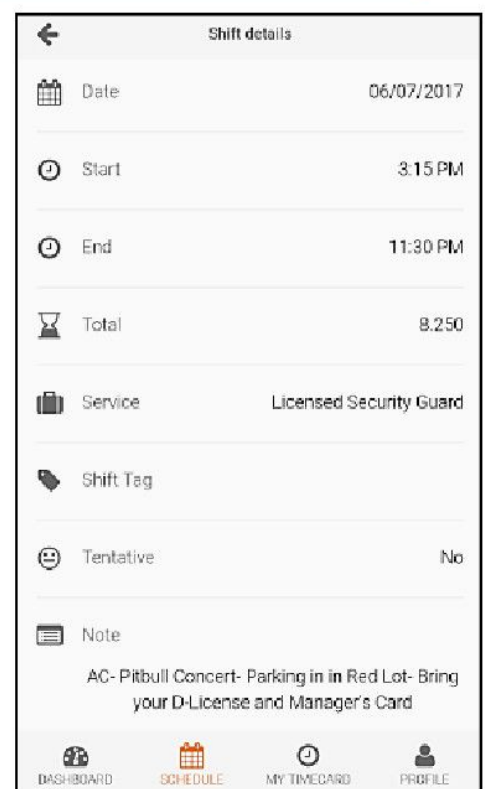 Shift details
Date 06/07/2017
Start 3:15 PM
End 11:30 PM
Total 8.250
Service Licensed Security Guard
Shift Tag
Tentative No
Note
AC- Pitbull Concert- Parking in in Red Lot- Bring
your D-License and Manager's Card
DASHBOARD SCHEDULE MY TIMECARD PROFILE